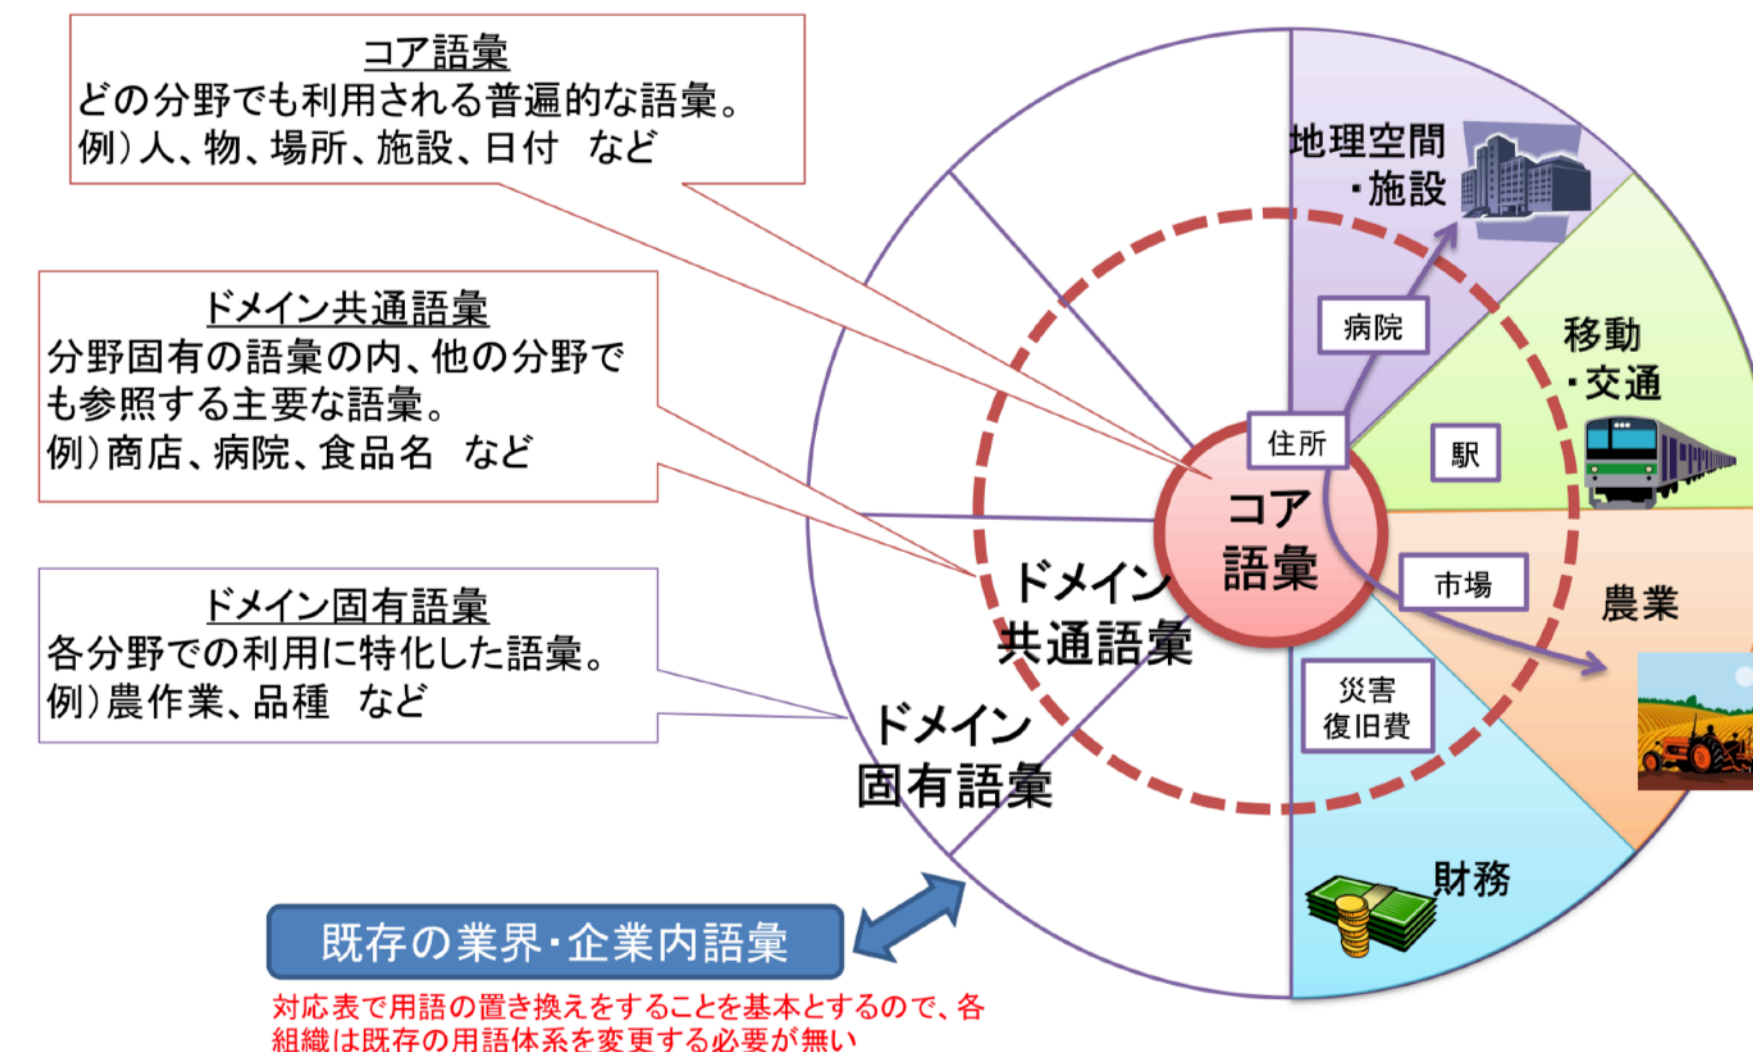 コア語彙
どの分野でも利用される普遍的な語彙。
例)人、物、場所、施設、日付　など
ドメイン共通語彙
分野固有の語彙の内、他の分野で
も参照する主要な語彙。
例)商店、病院、食品名　など
ドメイン固有語彙
各分野での利用に特化した語彙。
例)農作業、品種　など
地理空間
・施設
病院
移動
・交通
住所
駅
コア
語彙
市場
農業
ドメイン
共通語彙
災害
復旧費
ドメイン
固有語彙
財務
既存の業界・企業内語彙
対応表で用語の置き換えをすることを基本とするので、各
組織は既存の用語体系を変更する必要が無い